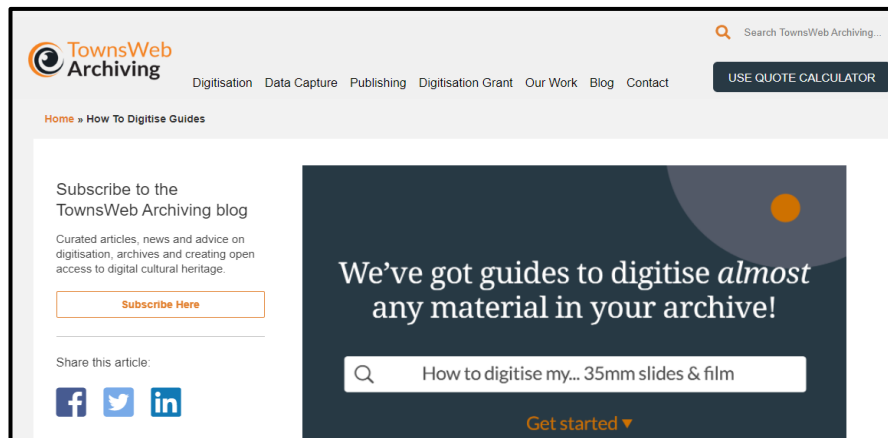 Search TownsWeb Archiving...
TownsWeb
Archiving
Digitisation Data Capture Publishing Digitisation Grant Our Work Blog Contact
USE QUOTE CALCULATOR
Home » How To Digitise Guides
Subscribe to the
TownsWeb Archiving blog
Curated articles, news and advice on
digitisation, archives and creating open
access to digital cultural heritage.
Subscribe Here
Share this article:
We've got guides to digitise almost
any material in your archive!
How to digitise my... 35mm slides & film
Get started ▼